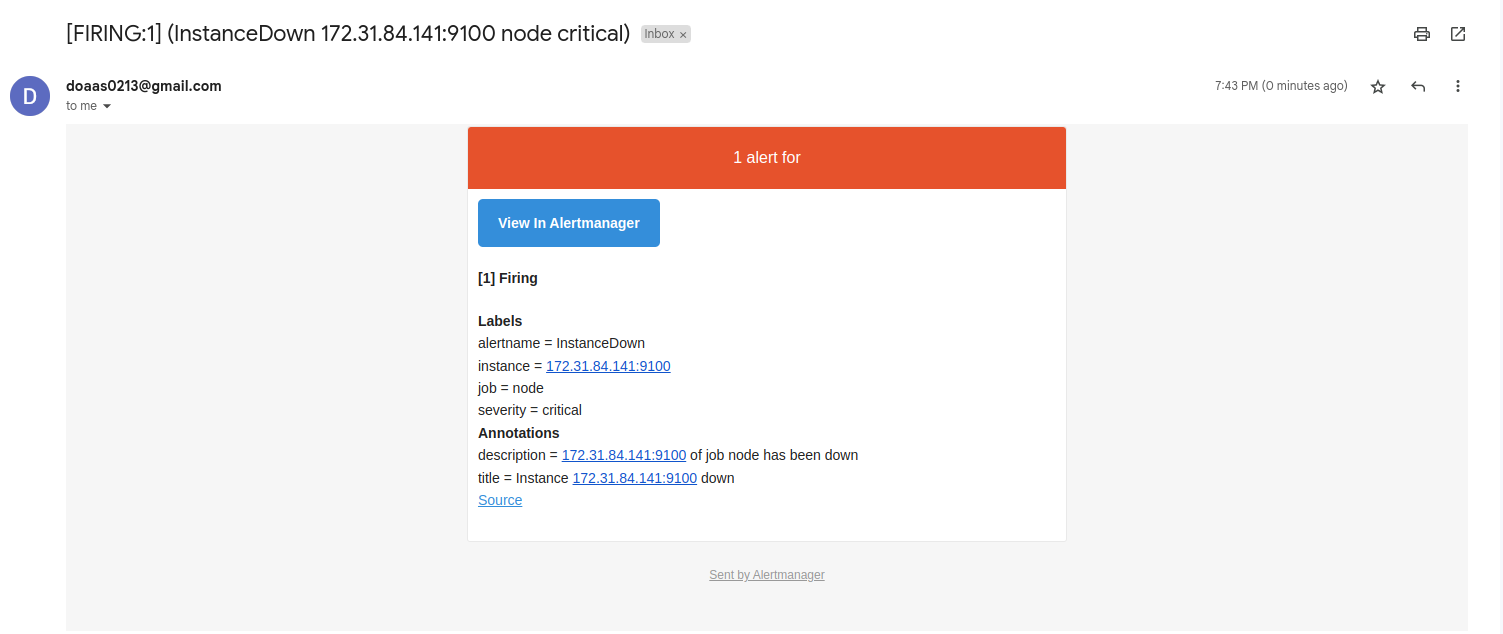 [FIRING:1] (InstanceDown 172.31.84.141:9100 node critical) Inbox ×
D
doaas0213@gmail.com 7:43 PM (0 minutes ago)
to me
1 alert for
View In Alertmanager
[1] Firing
Labels
alertname = InstanceDown
instance = 172.31.84.141:9100
job = node
severity = critical
Annotations
description = 172.31.84.141:9100 of job node has been down
title = Instance 172.31.84.141:9100 down
Source
Sent by Alertmanager